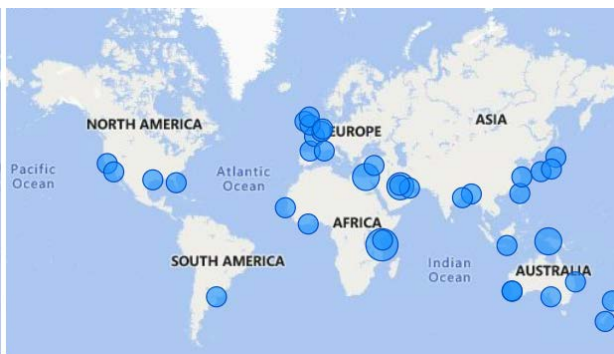 NORTH AMERICA
EUROPE
ASIA
Pacific
Ocean
Atlantic
Ocean
AFRICA
SOUTH AMERICA
Indian
Ocean
AUSTRALIA